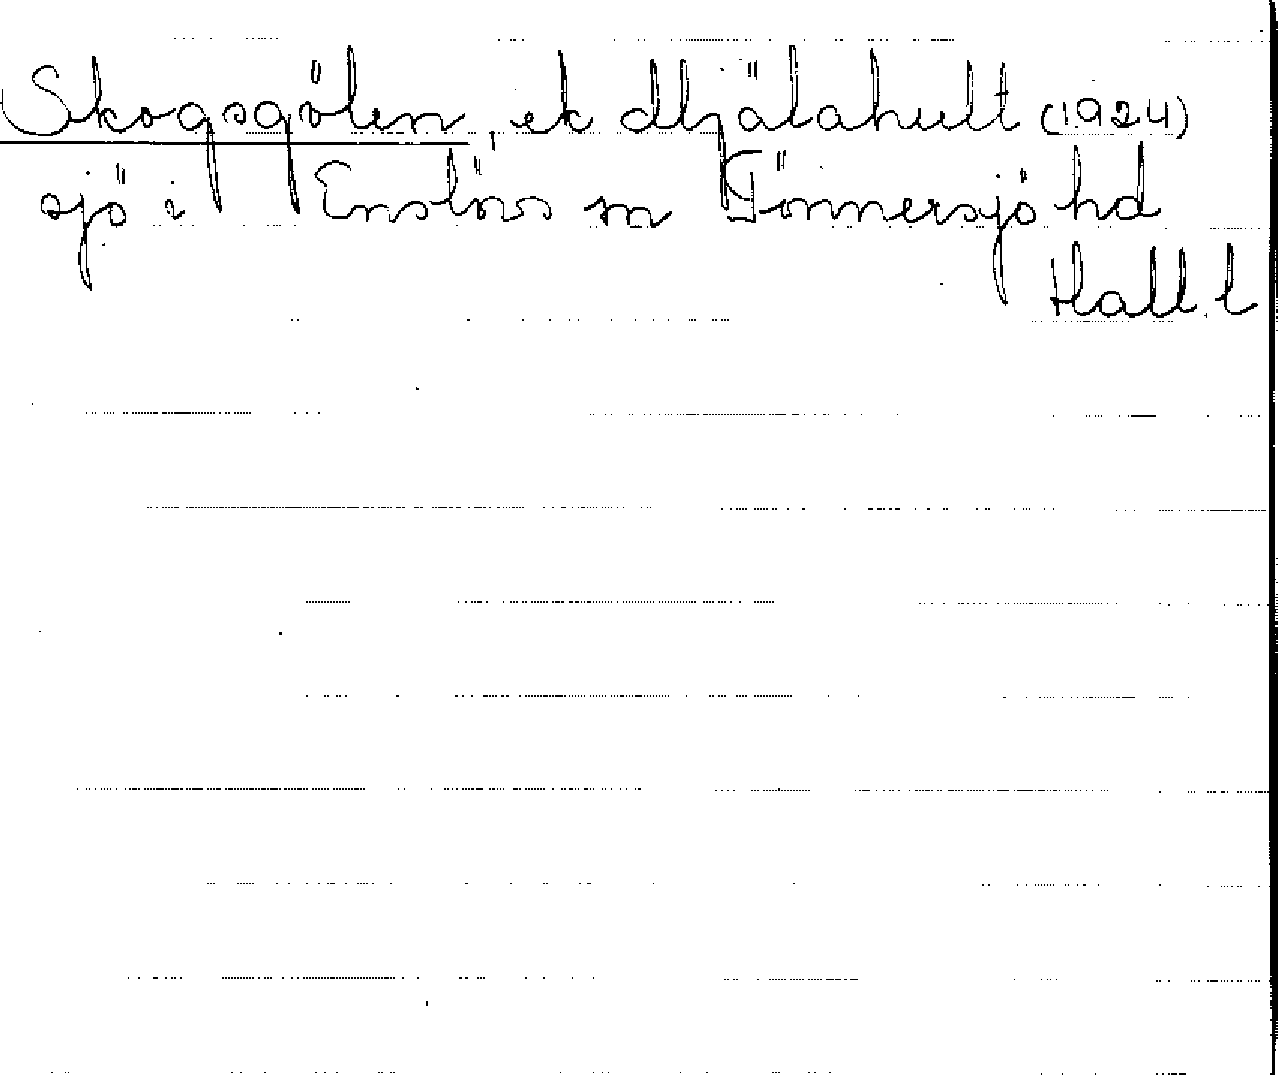 Skogsgölen, ek Mjälahult (1924)
sjö i Enslövs sn Tönnersjö hd
Hall. l